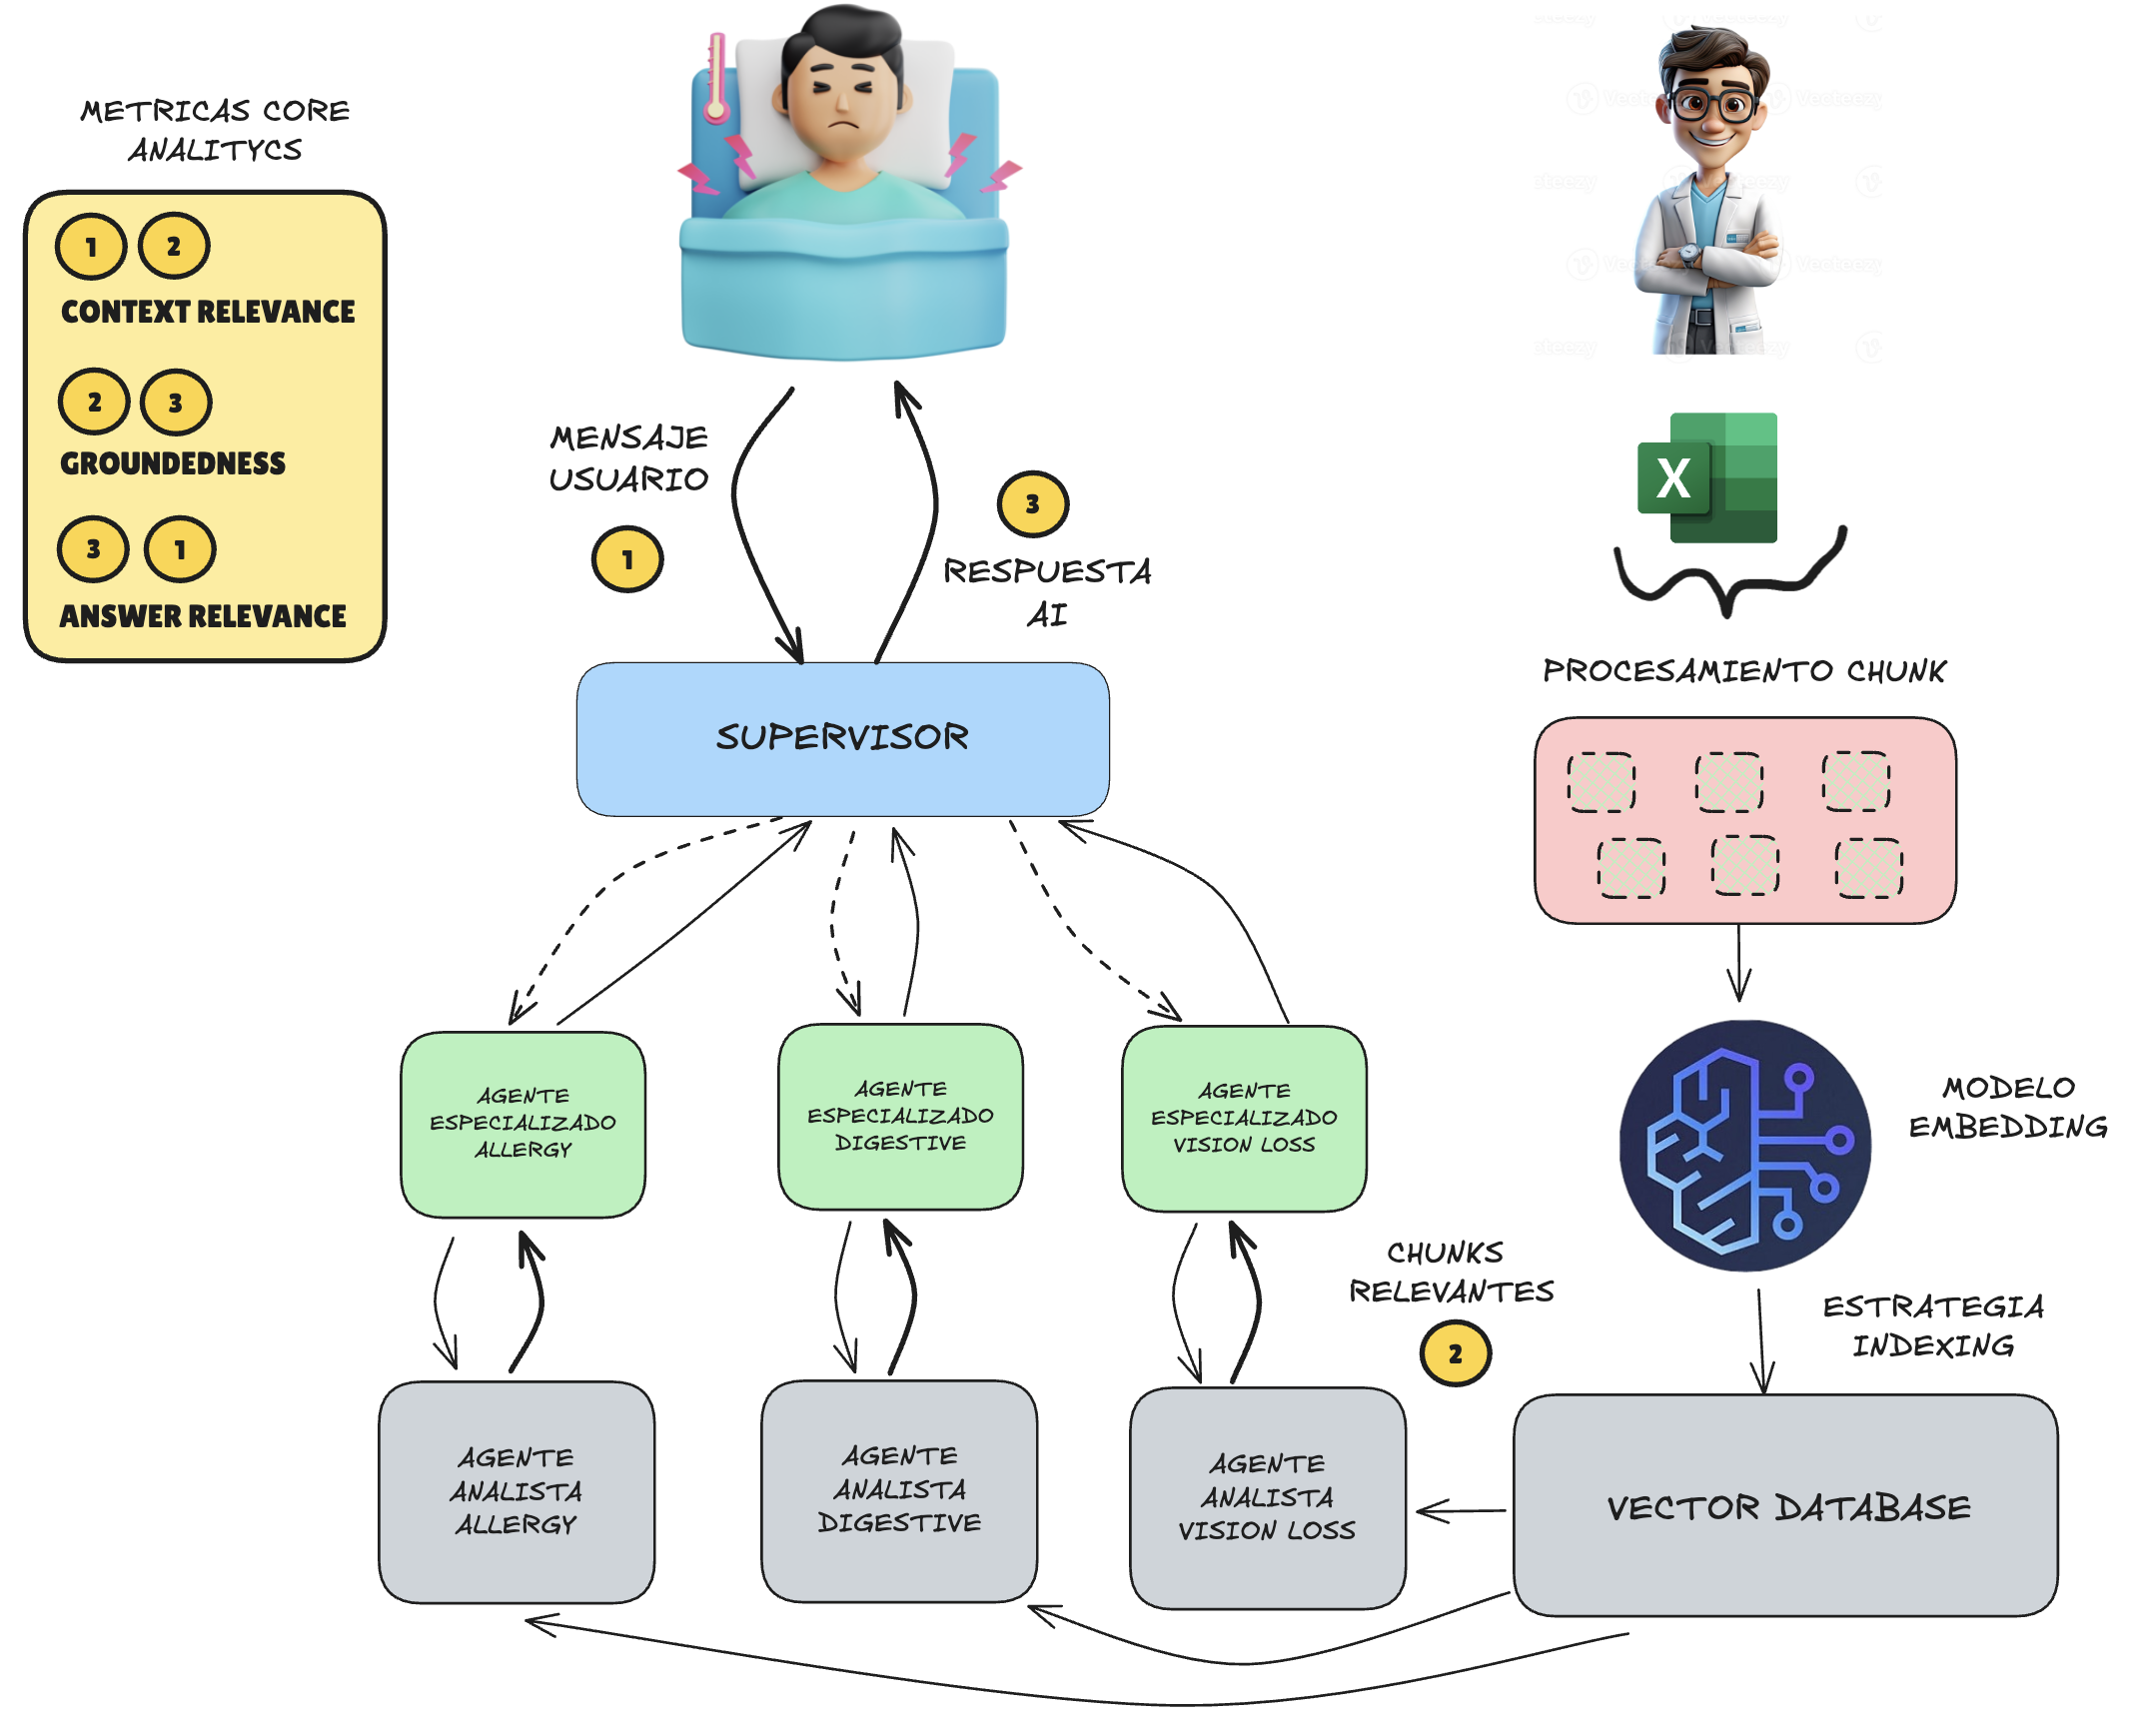 METRICAS CORE
ANALITYCS
1 2
CONTEXT RELEVANCE
2 3
GROUNDEDNESS
3 1
ANSWER RELEVANCE
MENSAJE
USUARIO
1
3
RESPUESTA
AI
SUPERVISOR
AGENTE
ESPECIALIZADO
ALLERGY
AGENTE
ESPECIALIZADO
DIGESTIVE
AGENTE
ESPECIALIZADO
VISION LOSS
AGENTE
ANALISTA
ALLERGY
AGENTE
ANALISTA
DIGESTIVE
AGENTE
ANALISTA
VISION LOSS
CHUNKS
RELEVANTES
2
X
PROCESAMIENTO CHUNK
MODELO
EMBEDDING
ESTRATEGIA
INDEXING
VECTOR DATABASE